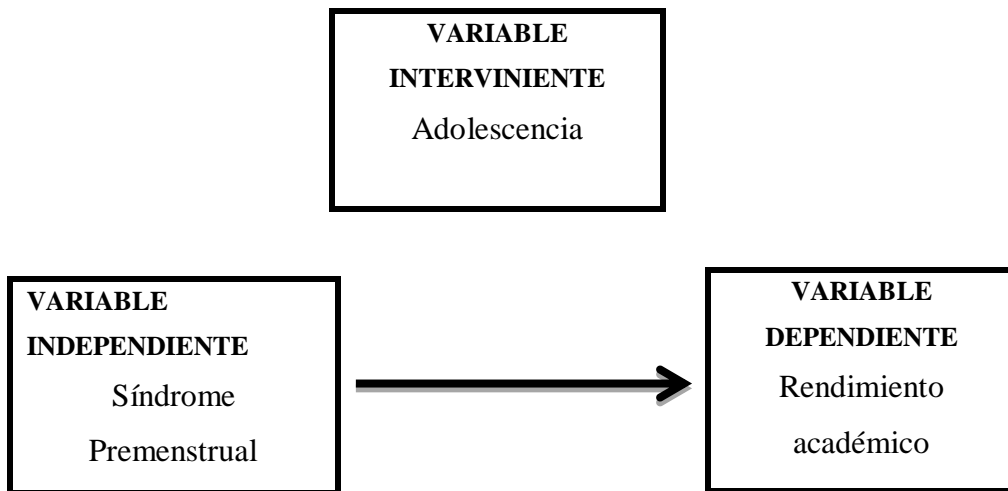 VARIABLE
INTERVINIENTE
Adolescencia
VARIABLE
INDEPENDIENTE
Síndrome
Premenstrual
VARIABLE
DEPENDIENTE
Rendimiento
académico